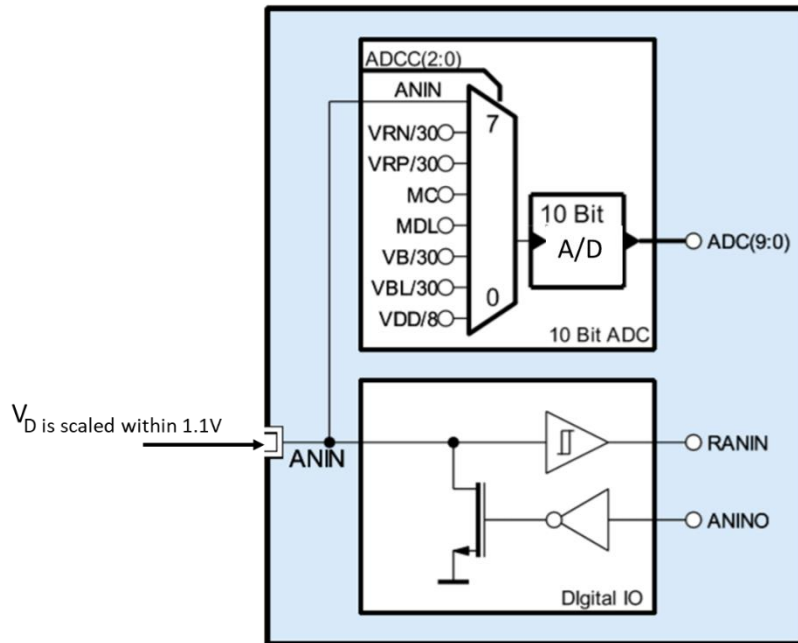 ADCC(2:0)
ANIN
7
VRN/30
VRP/30
MC
MDL
VB/30
VBL/30
0
VDD/8
10 Bit
A/D
ADC(9:0)
10 Bit ADC
VD is scaled within 1.1V
ANIN
RANIN
ANINO
DIgital IO